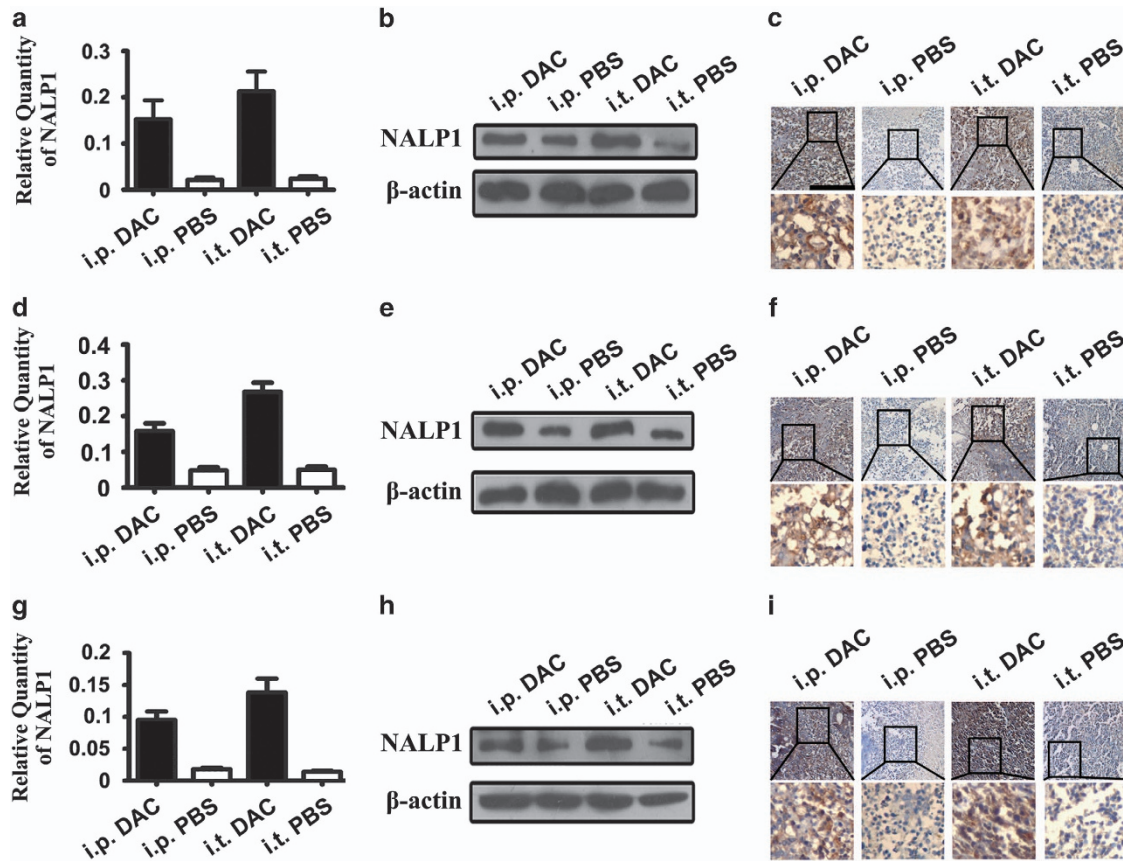 a
Relative Quantity
of NALP1
0.3
0.2
0.1
0
i.p. DAC
i.p. PBS
i.t. DAC
i.t. PBS
b
i.p. DAC
i.p. PBS
i.t. DAC
i.t. PBS
NALP1
β-actin
c
i.p. DAC
i.p. PBS
i.t. DAC
i.t. PBS
d
Relative Quantity
of NALP1
0.4
0.3
0.2
0.1
0
i.p. DAC
i.p. PBS
i.t. DAC
i.t. PBS
e
i.p. DAC
i.p. PBS
i.t. DAC
i.t. PBS
NALP1
β-actin
f
i.p. DAC
i.p. PBS
i.t. DAC
i.t. PBS
g
Relative Quantity
of NALP1
0.2
0.15
0.1
0.05
0
i.p. DAC
i.p. PBS
i.t. DAC
i.t. PBS
h
i.p. DAC
i.p. PBS
i.t. DAC
i.t. PBS
NALP1
β-actin
i
i.p. DAC
i.p. PBS
i.t. DAC
i.t. PBS